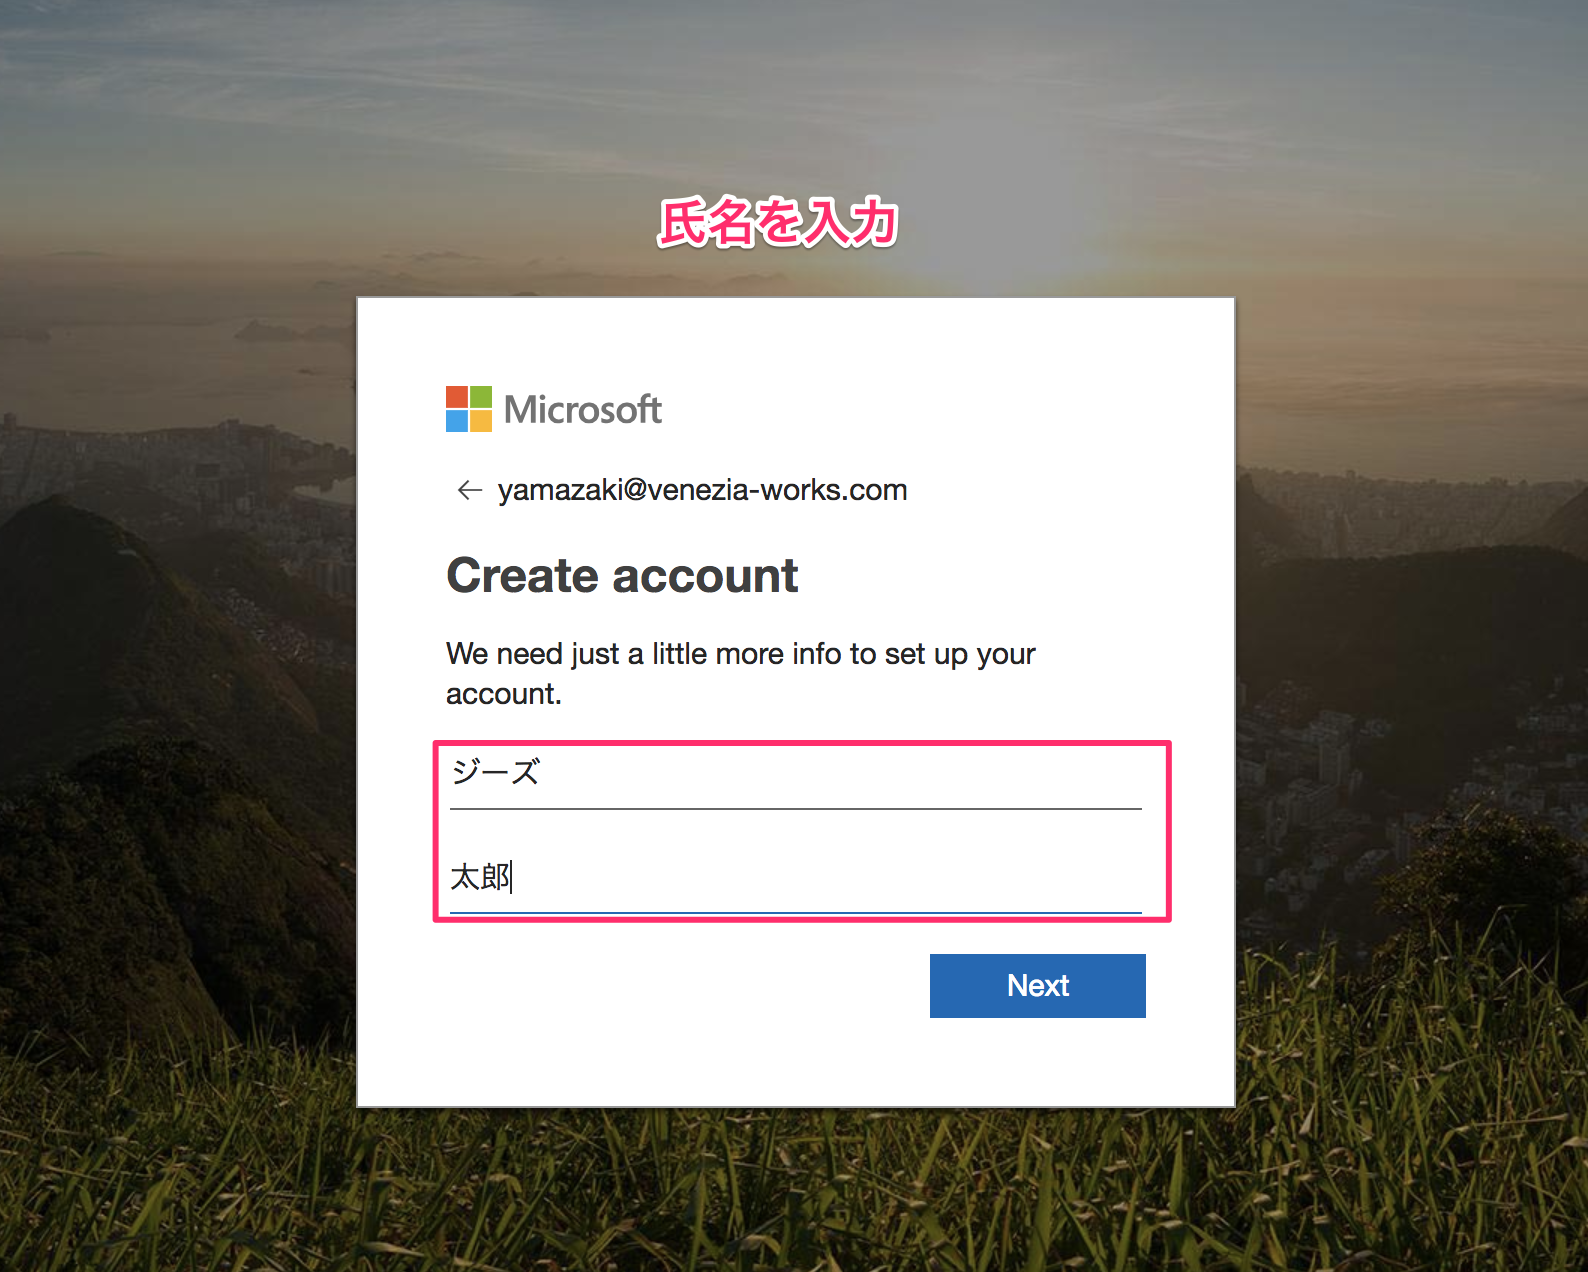 氏名を入力
Microsoft
← yamazaki@venezia-works.com
Create account
We need just a little more info to set up your
account.
ジーズ
太郎
Next